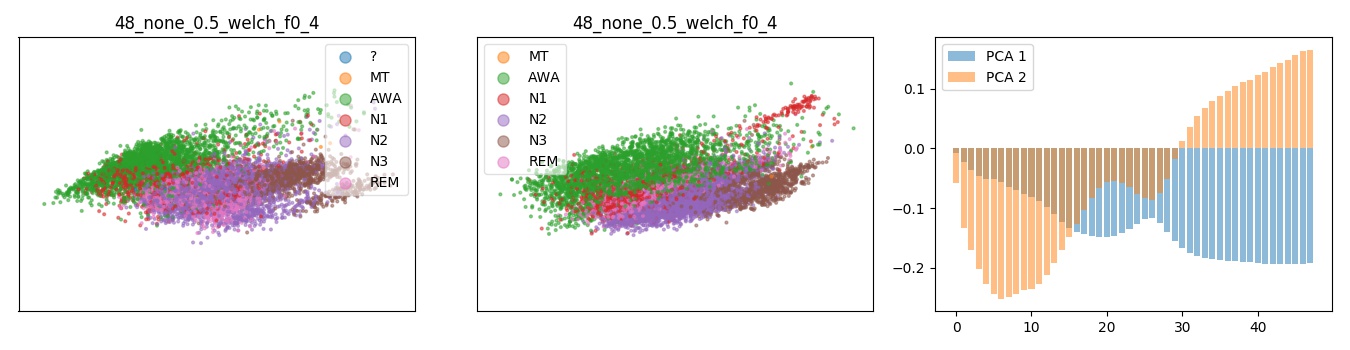 48_none_0.5_welch_f0_4
?
MT
AWA
N1
N2
N3
REM
48_none_0.5_welch_f0_4
MT
AWA
N1
N2
N3
REM
PCA 1
PCA 2
0.1
0.0
−0.1
−0.2
0 10 20 30 40